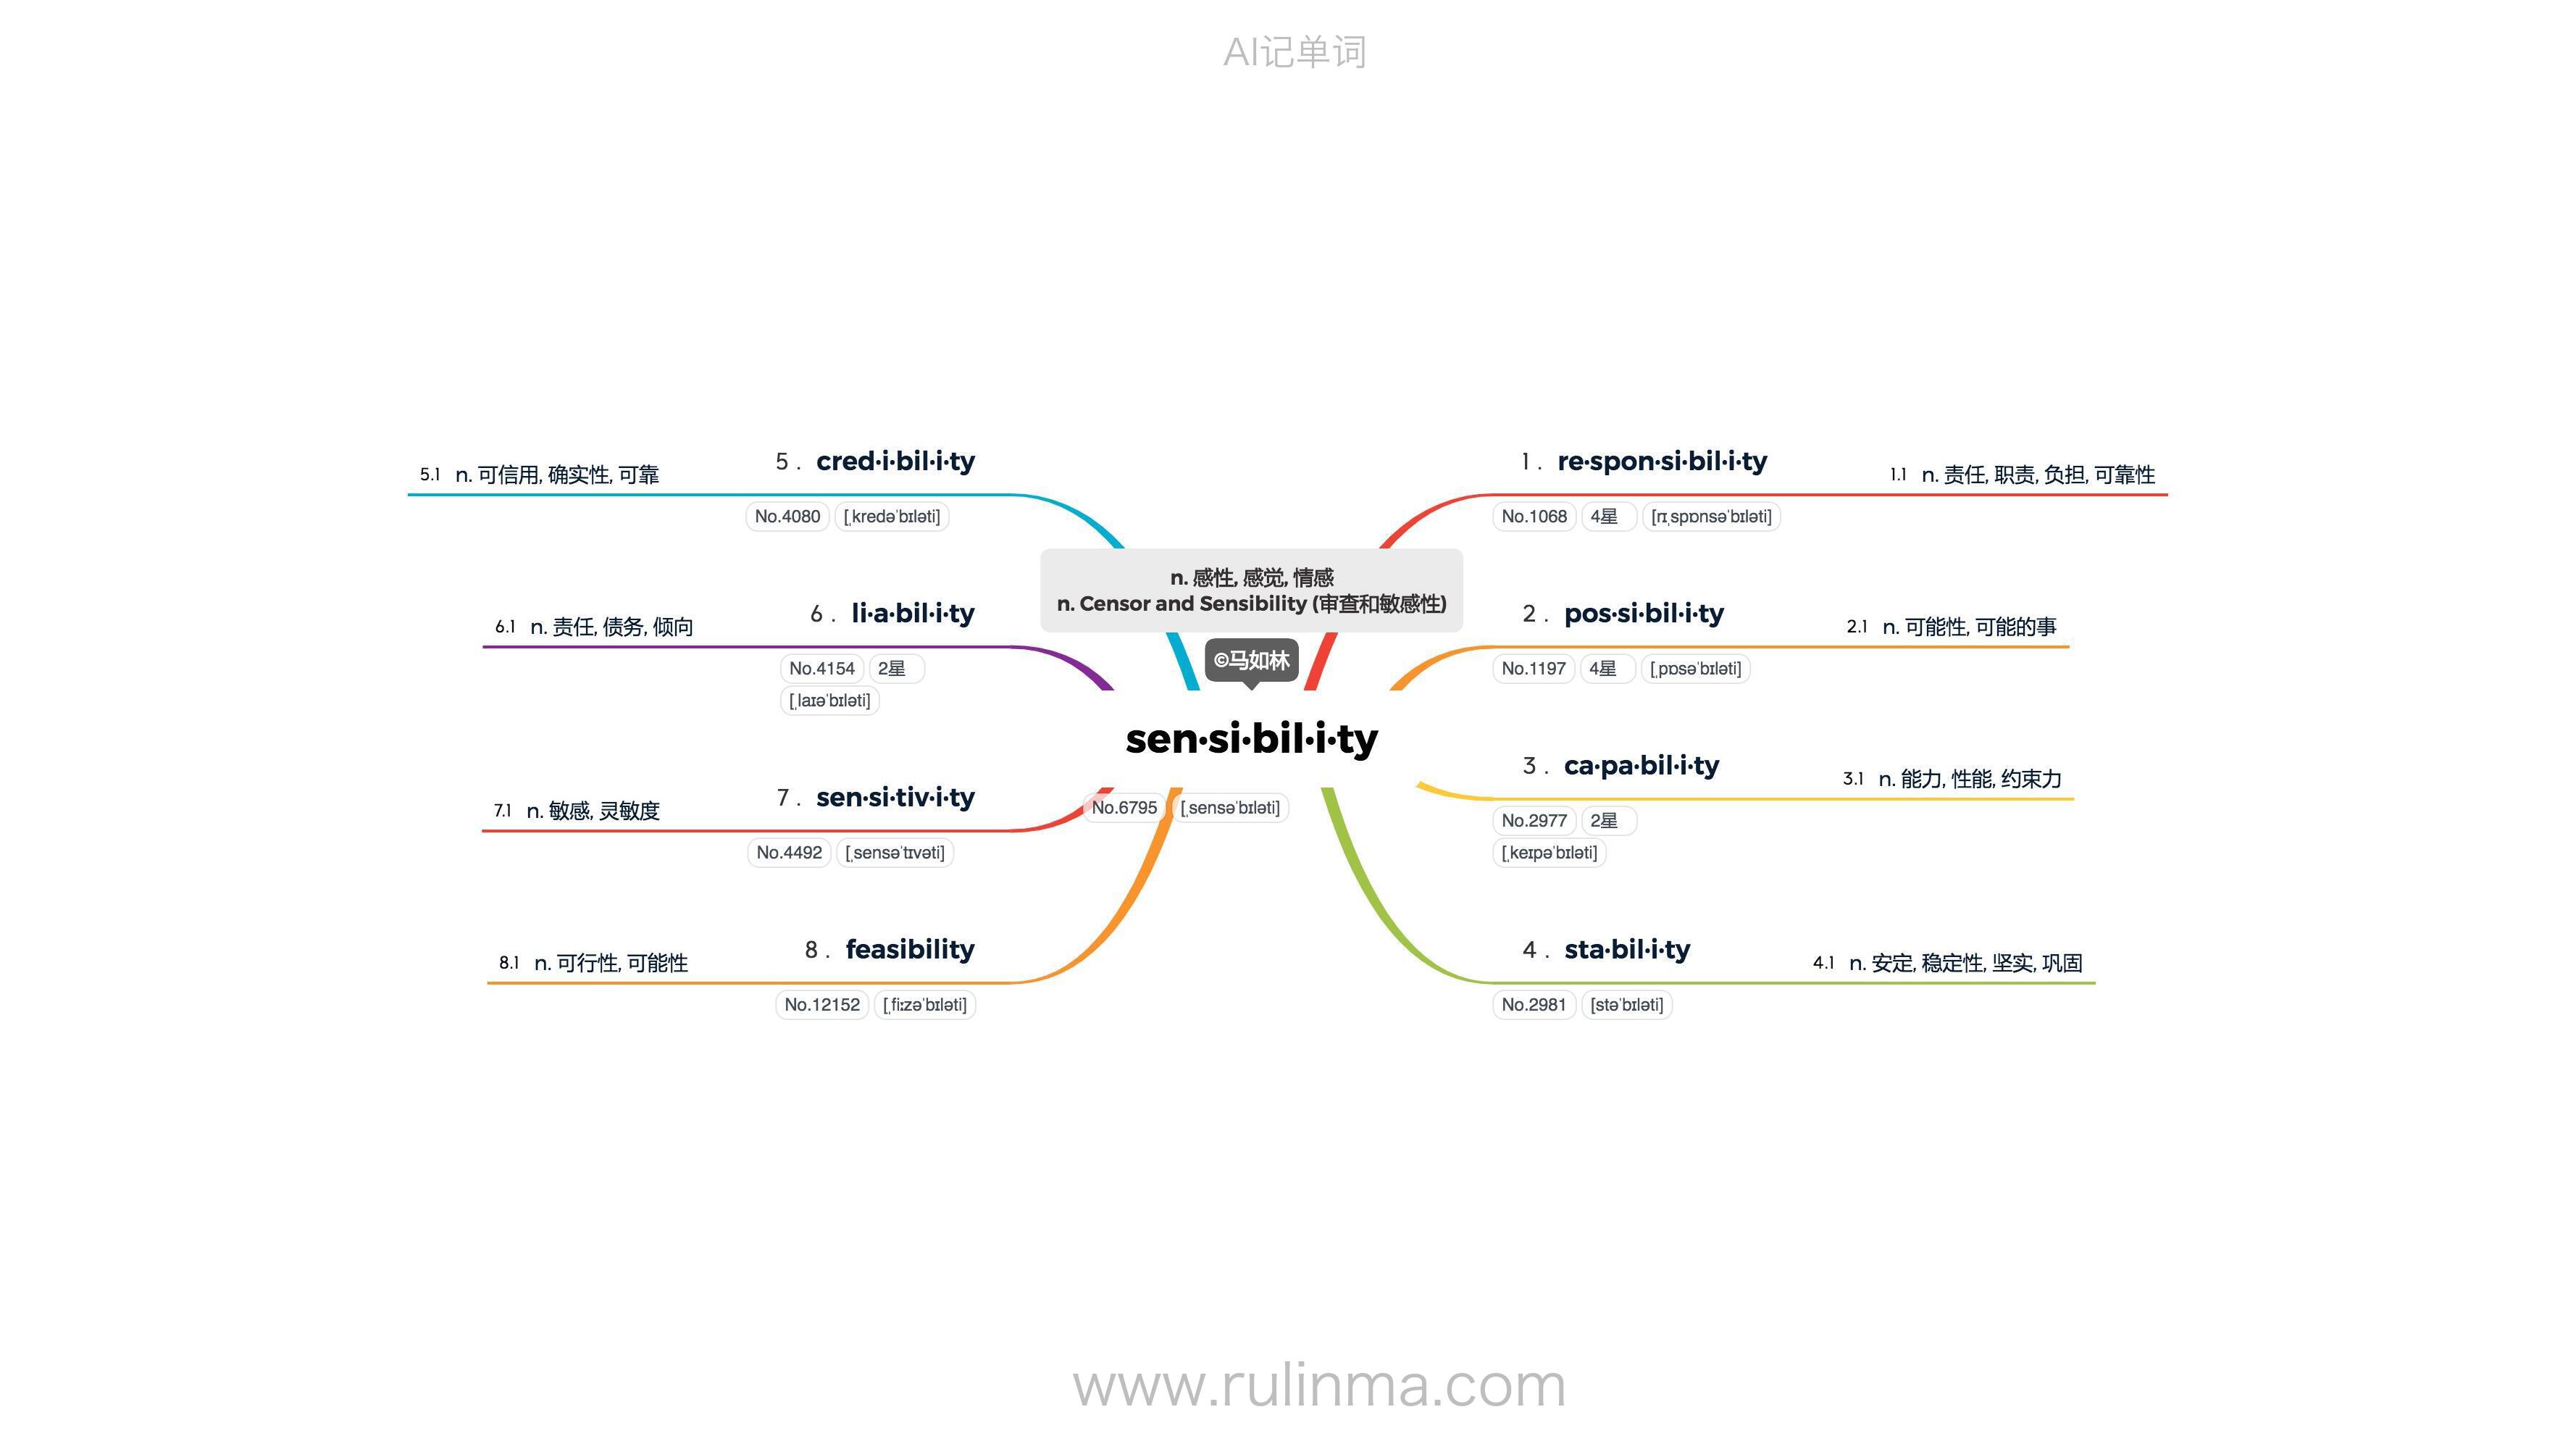 AI记单词
5 . cred·i·bil·i·ty
5.1 n. 可信用, 确实性, 可靠
No.4080 [ˌkredəˈbɪləti]
6 . li·a·bil·i·ty
6.1 n. 责任, 债务, 倾向
No.4154 2星
[ˌlaɪəˈbɪləti]
7 . sen·si·tiv·i·ty
7.1 n. 敏感, 灵敏度
No.4492 [ˌsensəˈtɪvəti]
8 . feasibility
8.1 n. 可行性, 可能性
No.12152 [ˌfiːzəˈbɪləti]
n. 感性, 感觉, 情感
n. Censor and Sensibility (审查和敏感性)
©马如林
sen·si·bil·i·ty
No.6795 [ˌsensəˈbɪləti]
1 . re·spon·si·bil·i·ty
1.1 n. 责任, 职责, 负担, 可靠性
No.1068 4星 [rɪˌspɒnsəˈbɪləti]
2 . pos·si·bil·i·ty
2.1 n. 可能性, 可能的事
No.1197 4星 [ˌpɒsəˈbɪləti]
3 . ca·pa·bil·i·ty
3.1 n. 能力, 性能, 约束力
No.2977 2星
[ˌkeɪpəˈbɪləti]
4 . sta·bil·i·ty
4.1 n. 安定, 稳定性, 坚实, 巩固
No.2981 [stəˈbɪləti]
www.rulinma.com